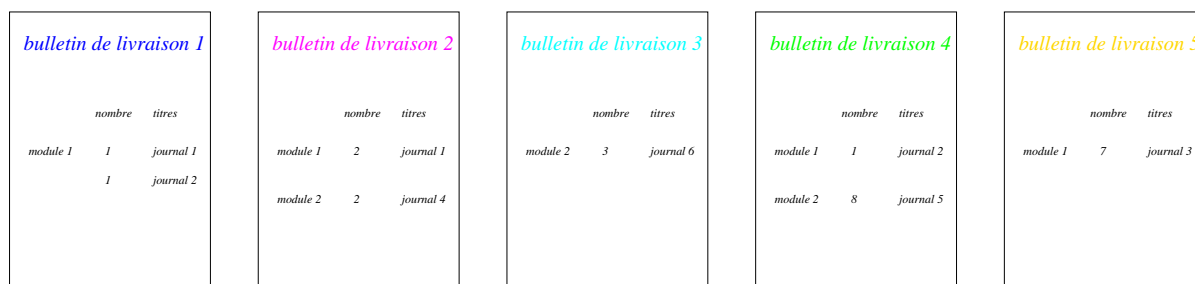 bulletin de livraison 1
nombre titres
module 1 1 journal 1
1 journal 2
bulletin de livraison 2
nombre titres
module 1 2 journal 1
module 2 2 journal 4
bulletin de livraison 3
nombre titres
module 2 3 journal 6
bulletin de livraison 4
nombre titres
module 1 1 journal 2
module 2 8 journal 5
bulletin de livraison 5
nombre titres
module 1 7 journal 3